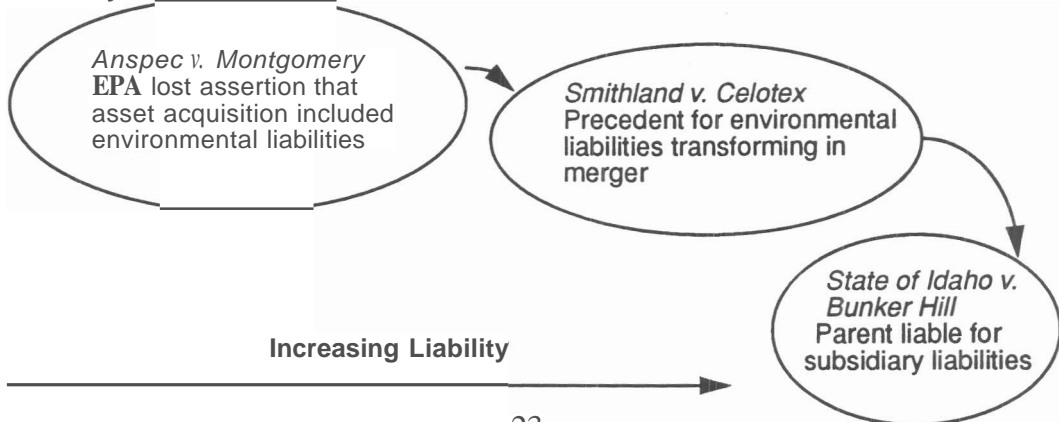 Anspec v. Montgomery
EPA lost assertion that
asset acquisition included
environmental liabilities
Smithland v. Celotex
Precedent for environmental
liabilities transforming in
merger
State of Idaho v.
Bunker Hill
Parent liable for
subsidiary liabilities
Increasing Liability